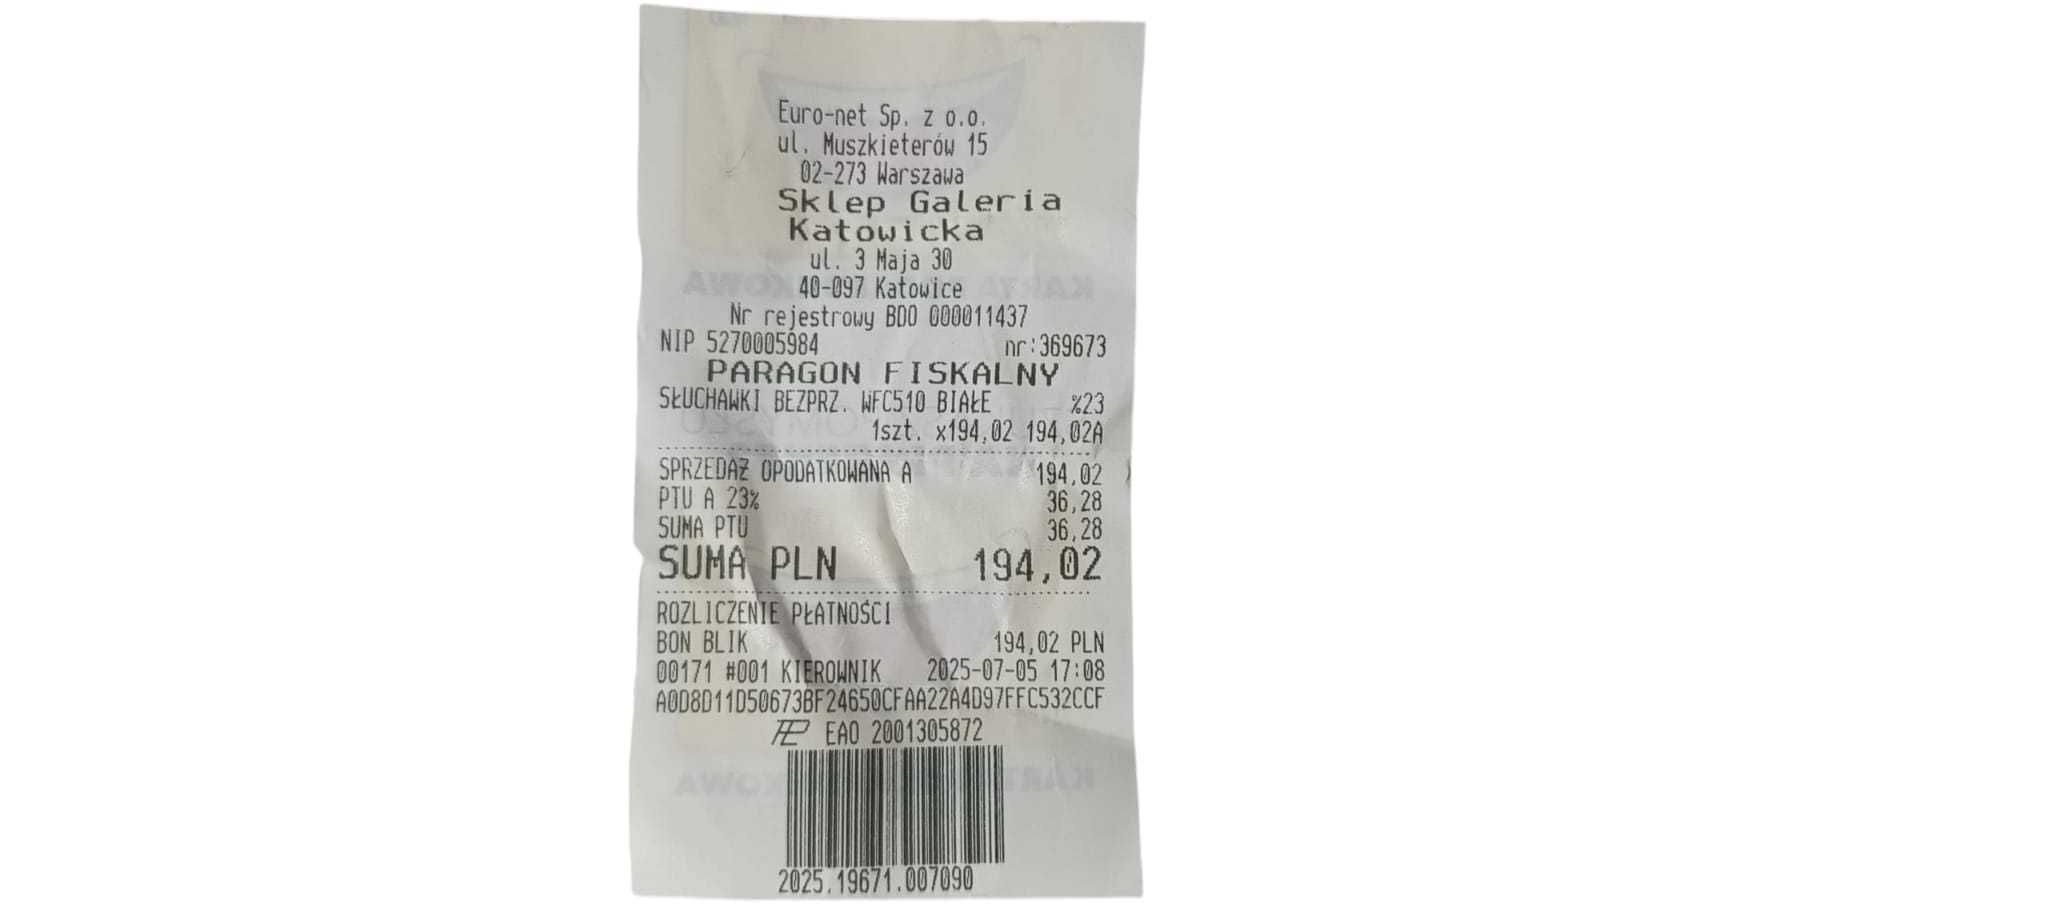 Euro-net Sp. z o.o.
ul. Muszkieterów 15
02-273 Warszawa
Sklep Galeria
Katowicka
ul. 3 Maja 30
40-097 Katowice
Nr rejestrowy BDO 000011437
NIP 5270005984 nr:369673
PARAGON FISKALNY
SŁUCHAWKI BEZPRZ. WFC510 BIAŁE %23
1szt. x194,02 194,02A
SPRZEDAŻ OPODATKOWANA A 194,02
PTU A 23% 36,28
SUMA PTU 36,28
SUMA PLN 194,02
ROZLICZENIE PŁATNOŚCI
BON BLIK 194,02 PLN
00171 #001 KIEROWNIK 2025-07-05 17:08
A0D8D11D50673BF24650CFAA22A4D97FFC532CCF
EAO 2001305872
2025.19671.007090